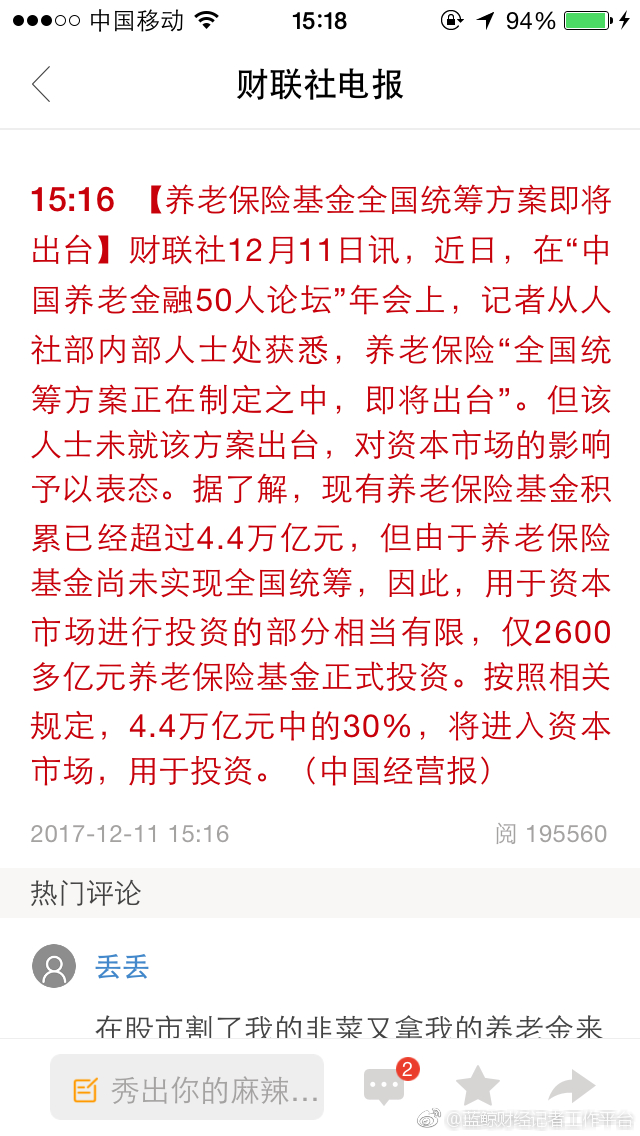 中国移动 15:18 94%
财联社电报
15:16 【养老保险基金全国统筹方案即将
出台】财联社12月11日讯，近日，在“中
国养老金融50人论坛”年会上，记者从人
社部内部人士处获悉，养老保险“全国统
筹方案正在制定之中，即将出台”。但该
人士未就该方案出台，对资本市场的影响
予以表态。据了解，现有养老保险基金积
累已经超过4.4万亿元，但由于养老保险
基金尚未实现全国统筹，因此，用于资本
市场进行投资的部分相当有限，仅2600
多亿元养老保险基金正式投资。按照相关
规定，4.4万亿元中的30%，将进入资本
市场，用于投资。（中国经营报）
2017-12-11 15:16 阅 195560
热门评论
丢丢
在股市割了我的韭菜又拿我的养老金来
秀出你的麻辣... 2
@蓝鲸财经记者工作平台